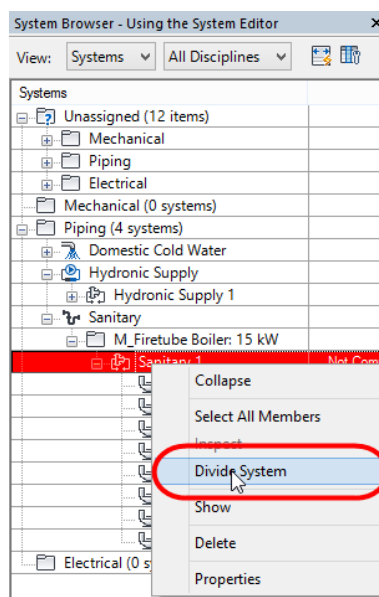 System Browser - Using the System Editor
View: Systems All Disciplines
Systems
Unassigned (12 items)
Mechanical
Piping
Electrical
Mechanical (0 systems)
Piping (4 systems)
Domestic Cold Water
Hydronic Supply
Hydronic Supply 1
Sanitary
M_Firetube Boiler: 15 kW
Sanitary 1 Not Com
Collapse
Select All Members
Inspect
Divide System
Show
Delete
Electrical (0 s
Properties